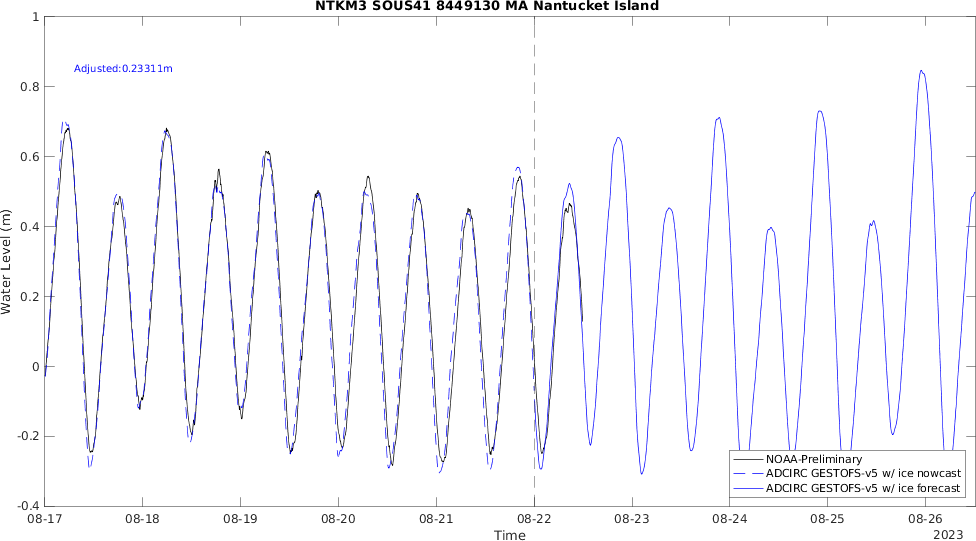 NTKM3 SOUS41 8449130 MA Nantucket Island
Adjusted:0.23311m
Water Level (m)
1
0.8
0.6
0.4
0.2
0
-0.2
-0.4
NOAA-Preliminary
ADCIRC GESTOFS-v5 w/ ice nowcast
ADCIRC GESTOFS-v5 w/ ice forecast
08-17 08-18 08-19 08-20 08-21 08-22 08-23 08-24 08-25 08-26
Time
2023